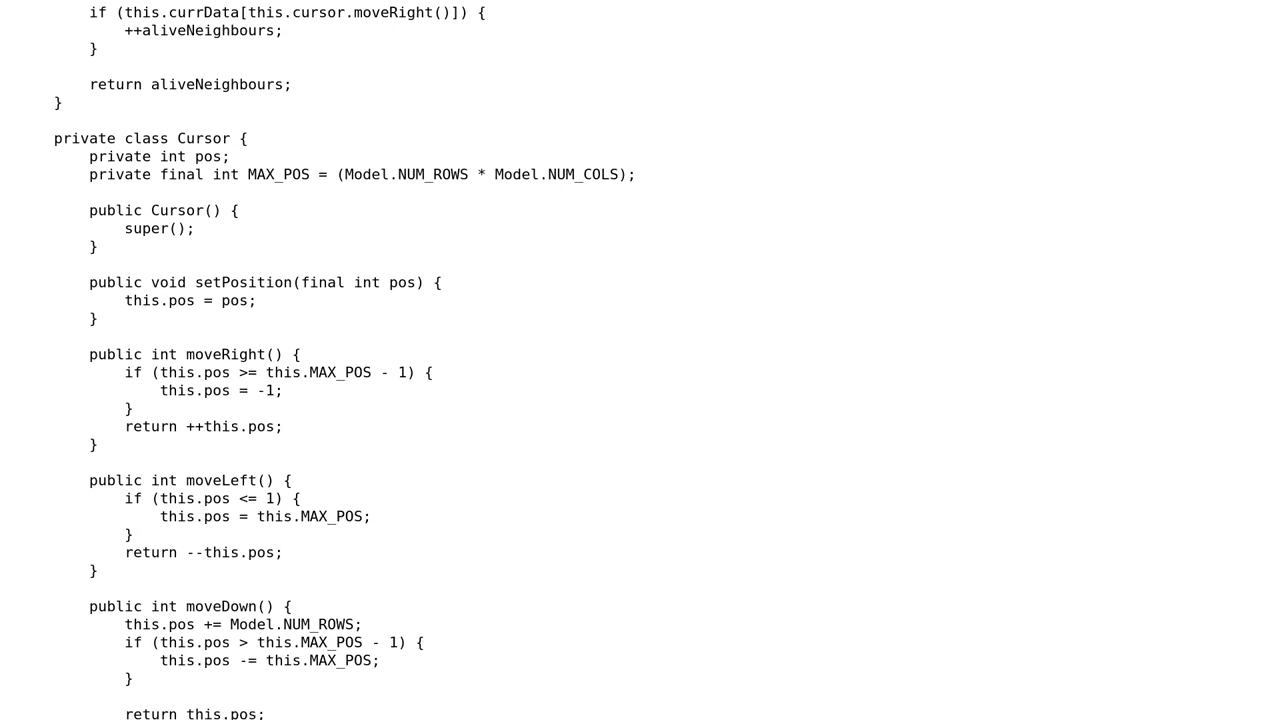 if (this.currData[this.cursor.moveRight()]) {
++aliveNeighbours;
}
return aliveNeighbours;
}
private class Cursor {
private int pos;
private final int MAX_POS = (Model.NUM_ROWS * Model.NUM_COLS);
public Cursor() {
super();
}
public void setPosition(final int pos) {
this.pos = pos;
}
public int moveRight() {
if (this.pos >= this.MAX_POS - 1) {
this.pos = -1;
}
return ++this.pos;
}
public int moveLeft() {
if (this.pos <= 1) {
this.pos = this.MAX_POS;
}
return --this.pos;
}
public int moveDown() {
this.pos += Model.NUM_ROWS;
if (this.pos > this.MAX_POS - 1) {
this.pos -= this.MAX_POS;
}
return this.pos;